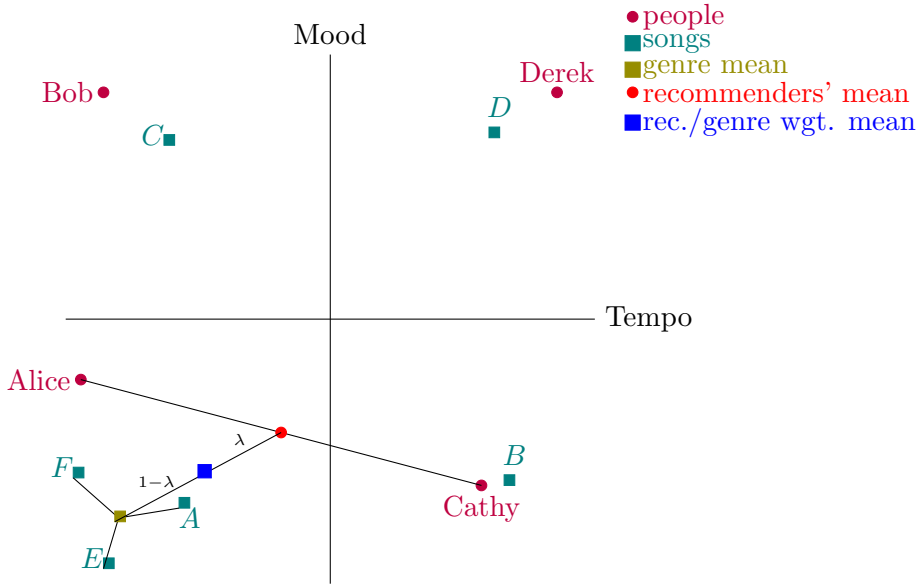 Mood
people
songs
genre mean
recommenders' mean
rec./genre wgt. mean
Bob
Derek
C
D
Tempo
Alice
λ
F
1−λ
B
A
Cathy
E